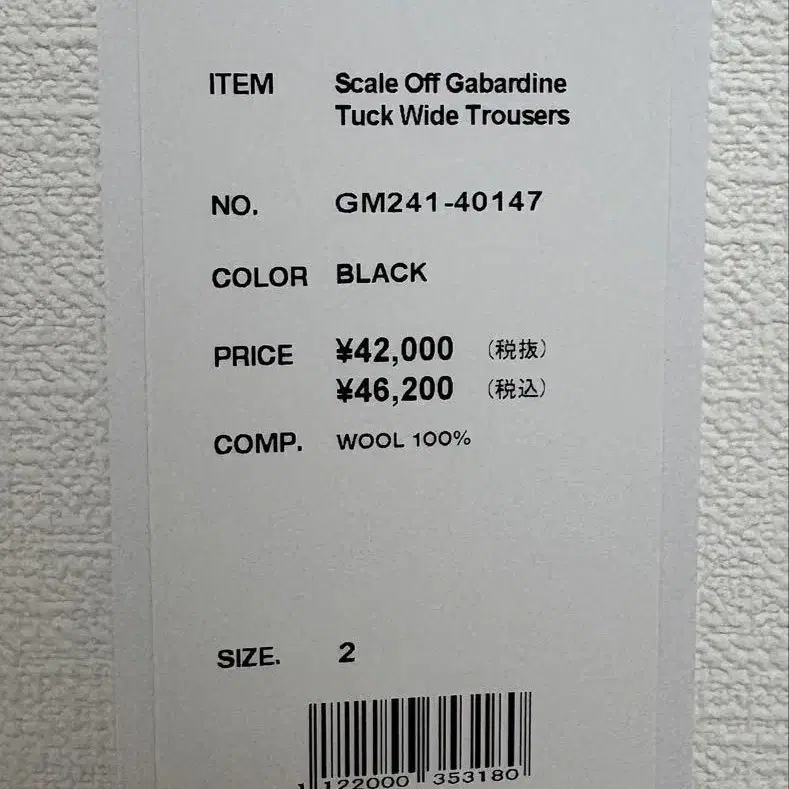 ITEM Scale Off Gabardine
Tuck Wide Trousers
NO. GM241-40147
COLOR BLACK
PRICE ¥42,000 (税抜)
¥46,200 (税込)
COMP. WOOL 100%
SIZE. 2
1 122000 353180